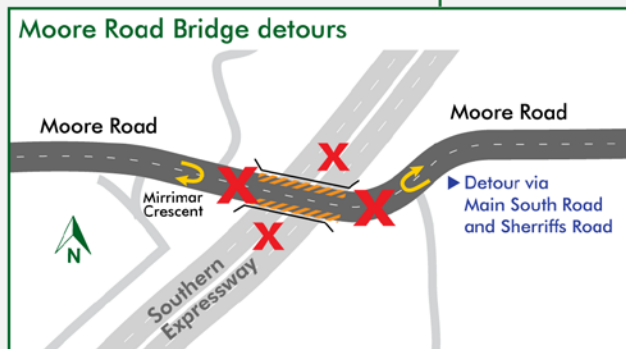 Moore Road Bridge detours
Moore Road
Moore Road
Mirrimar
Crescent
Detour via
Main South Road
and Sherriffs Road
N
Southern
Expressway